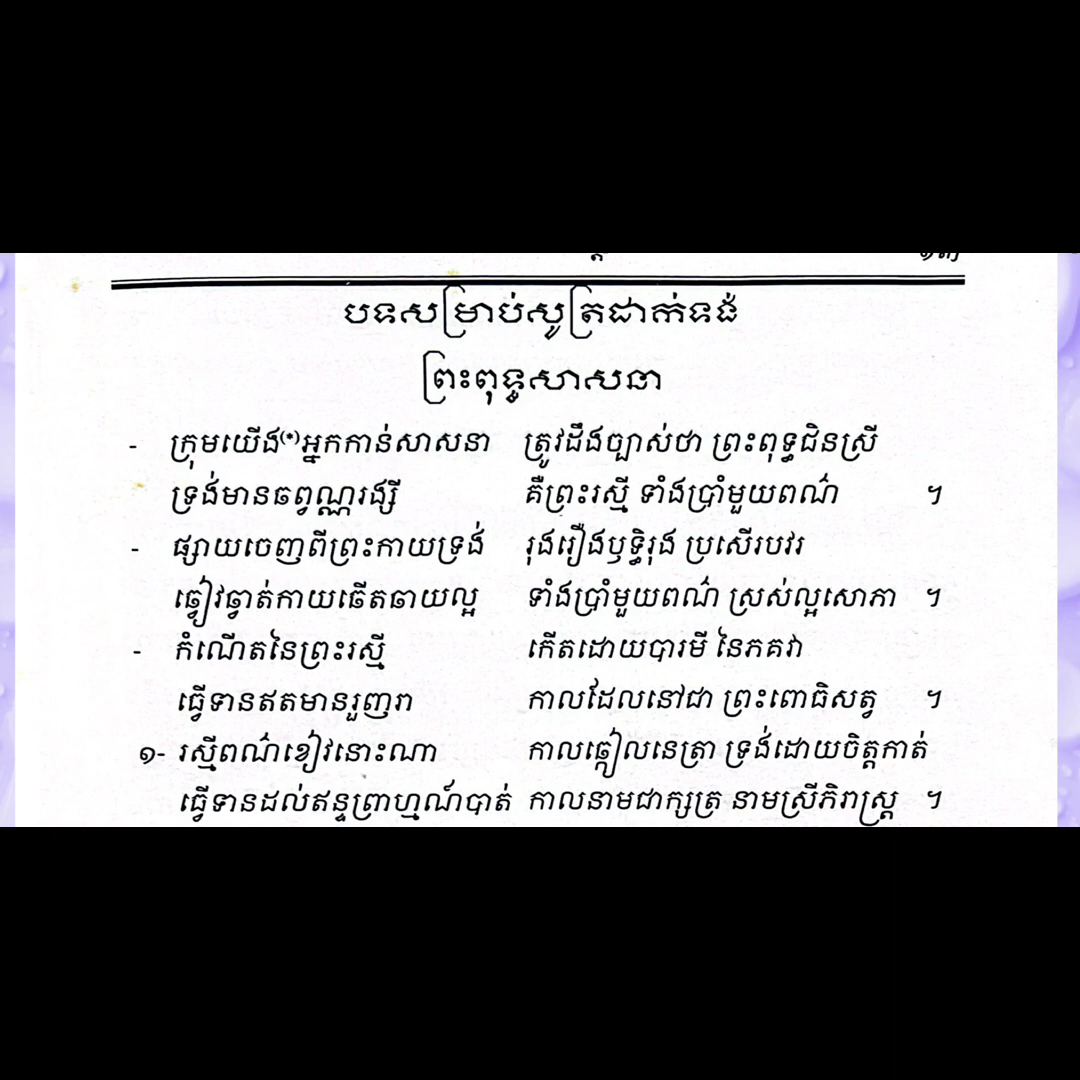 បទសម្រាប់សូត្រដាក់ទង់
ព្រះពុទ្ធសាសនា
- ក្រុមយើង(*)អ្នកកាន់សាសនា ត្រូវដឹងច្បាស់ថា ព្រះពុទ្ធជិនស្រី
ទ្រង់មានឆព្វណ្ណរង្សី គឺព្រះរស្មី ទាំងប្រាំមួយពណ៌ ។
- ផ្សាយចេញពីព្រះកាយទ្រង់ រុងរឿងឫទ្ធិរុង ប្រសើរបវរ
ឆ្វៀវឆ្វាត់កាយឆើតឆាយល្អ ទាំងប្រាំមួយពណ៌ ស្រស់ល្អសោភា ។
- កំណើតនៃព្រះរស្មី កើតដោយបារមី នៃភគវា
ធ្វើទានឥតមានរួញរា កាលដែលនៅជា ព្រះពោធិសត្វ ។
១- រស្មីពណ៌ខៀវនោះណា កាលឆ្កៀលនេត្រា ទ្រង់ដោយចិត្តកាត់
ធ្វើទានដល់ឥន្ទព្រាហ្មណ៍បាត់ កាលនាមជាក្សត្រ នាមស្រីភិរាស្ត្រ ។